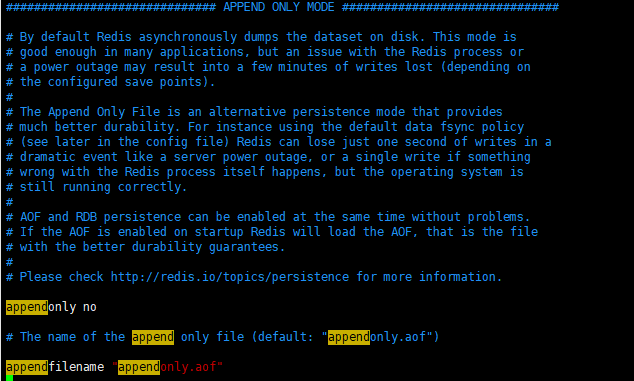 ############################## APPEND ONLY MODE ###############################
# By default Redis asynchronously dumps the dataset on disk. This mode is
# good enough in many applications, but an issue with the Redis process or
# a power outage may result into a few minutes of writes lost (depending on
# the configured save points).
#
# The Append Only File is an alternative persistence mode that provides
# much better durability. For instance using the default data fsync policy
# (see later in the config file) Redis can lose just one second of writes in a
# dramatic event like a server power outage, or a single write if something
# wrong with the Redis process itself happens, but the operating system is
# still running correctly.
#
# AOF and RDB persistence can be enabled at the same time without problems.
# If the AOF is enabled on startup Redis will load the AOF, that is the file
# with the better durability guarantees.
#
# Please check http://redis.io/topics/persistence for more information.
appendonly no
# The name of the append only file (default: "appendonly.aof")
appendfilename "appendonly.aof"